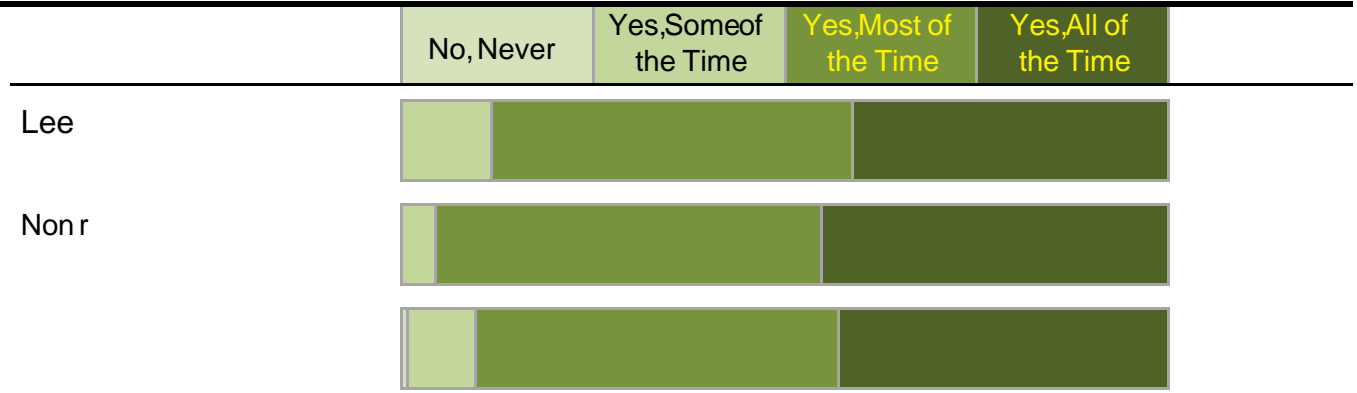 No, Never
Yes,Someof
the Time
Yes,Most of
the Time
Yes,All of
the Time
Lee
Non r